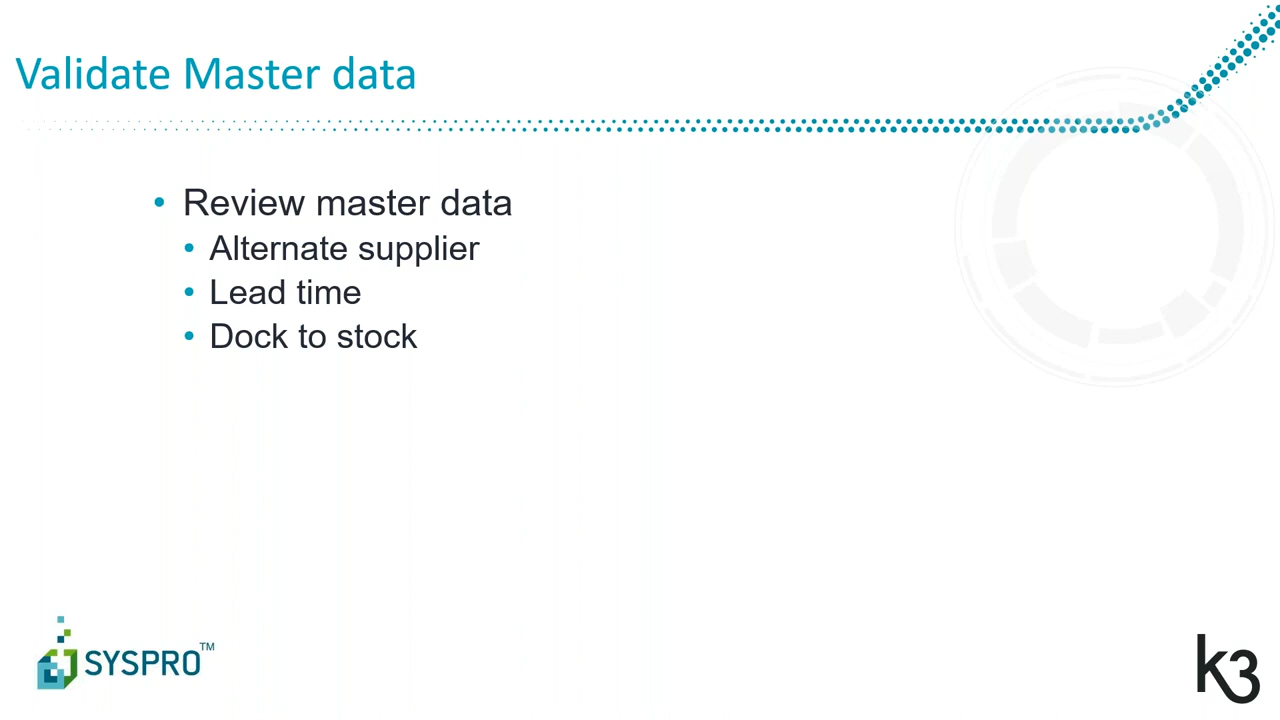 Validate Master data
• Review master data
• Alternate supplier
• Lead time
• Dock to stock
SYSPRO™
k3